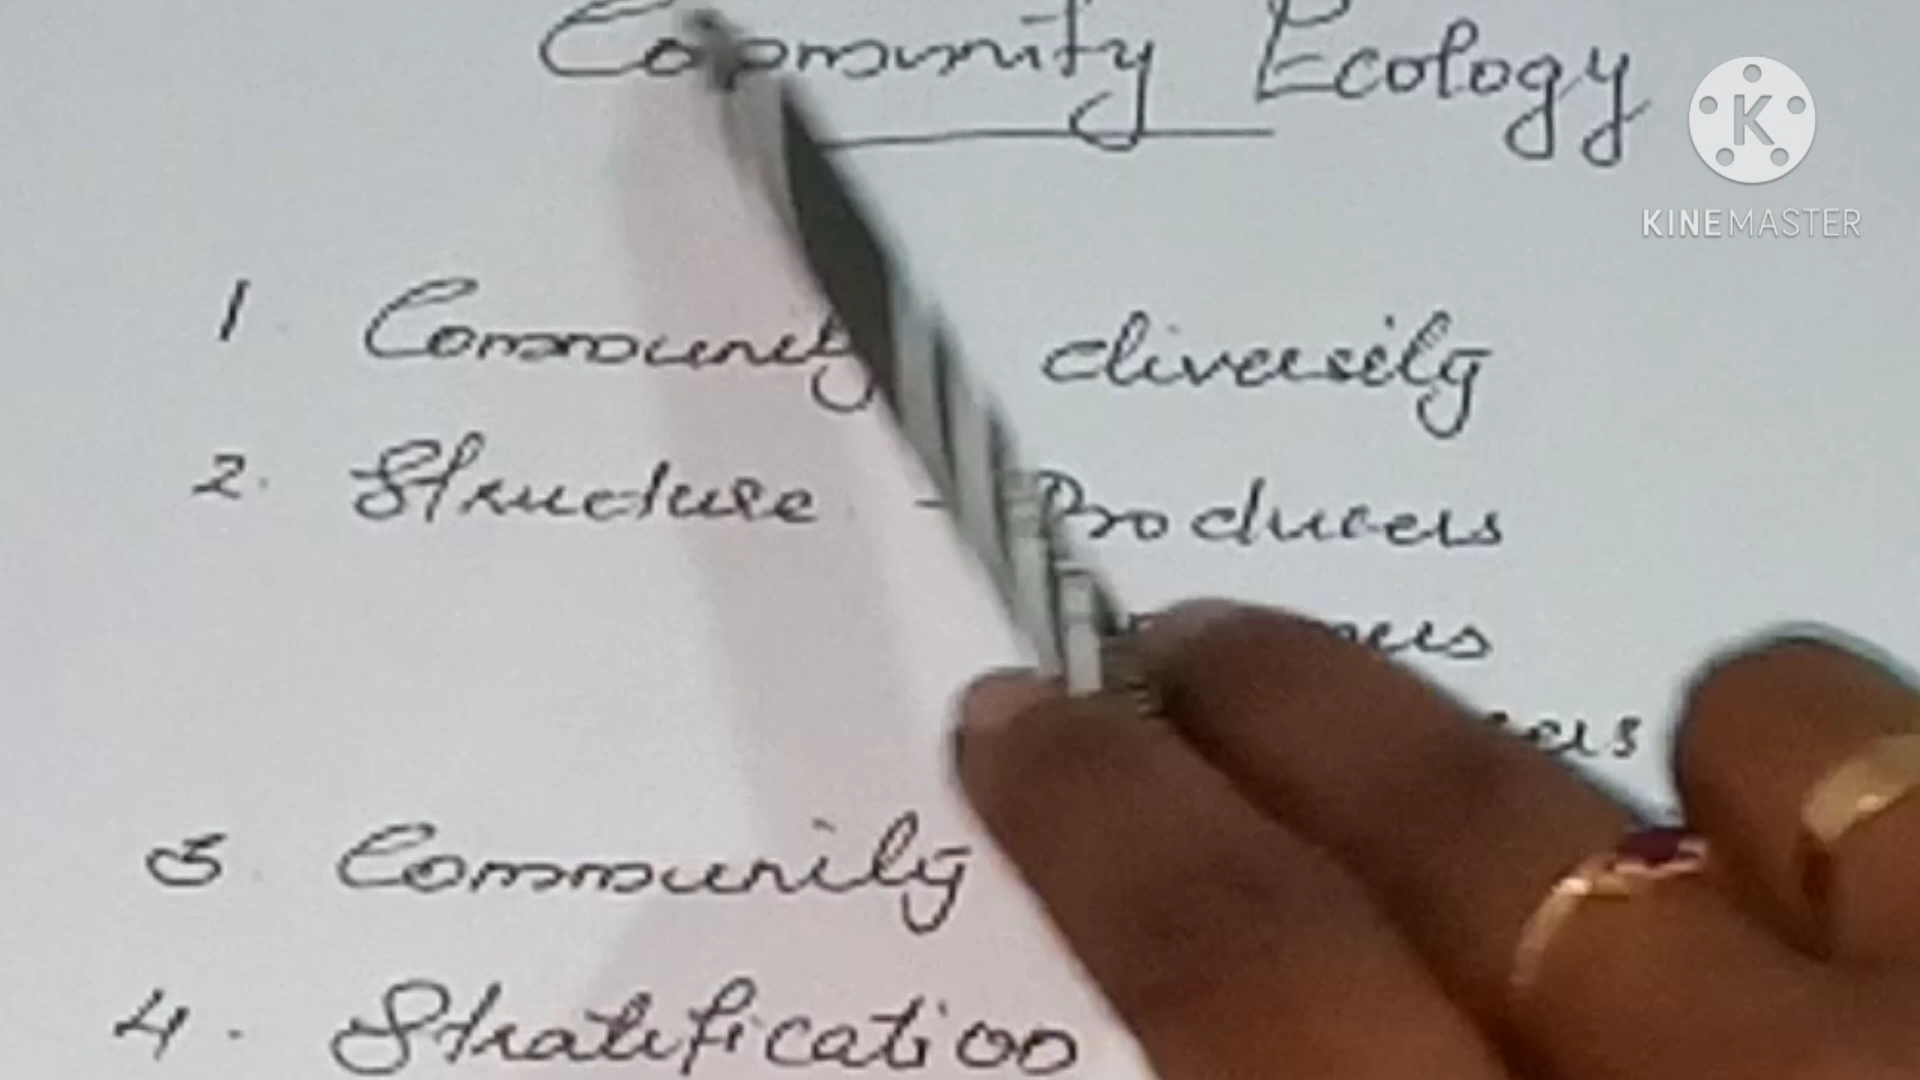 Community Ecology
KINEMASTER
1. Community diversity
2. Structure - Producers
3. Community
4. Stratification